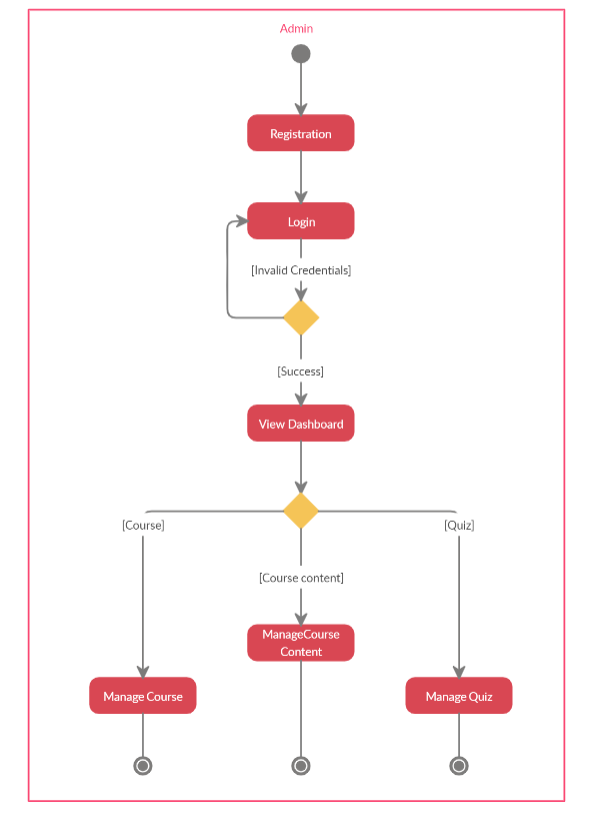 Admin
Registration
Login
[Invalid Credentials]
[Success]
View Dashboard
[Course]
[Quiz]
[Course content]
ManageCourse
Content
Manage Course
Manage Quiz